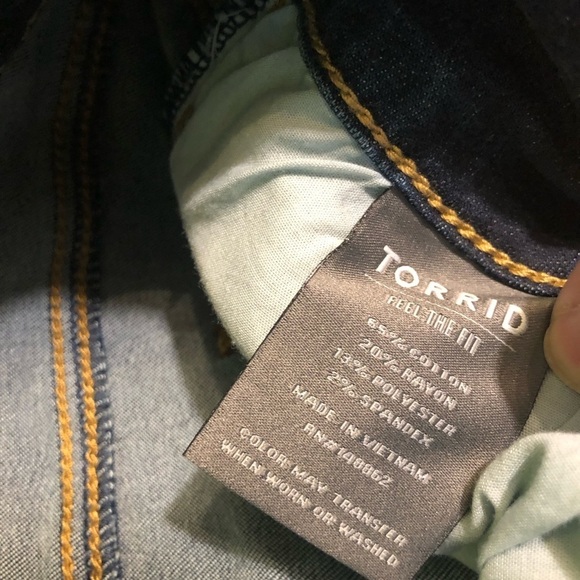 TORRID
FEEL THE FIT
65% COTTON
20% RAYON
13% POLYESTER
2% SPANDEX
MADE IN VIETNAM
RN#148862
COLOR MAY TRANSFER
WHEN WORN OR WASHED